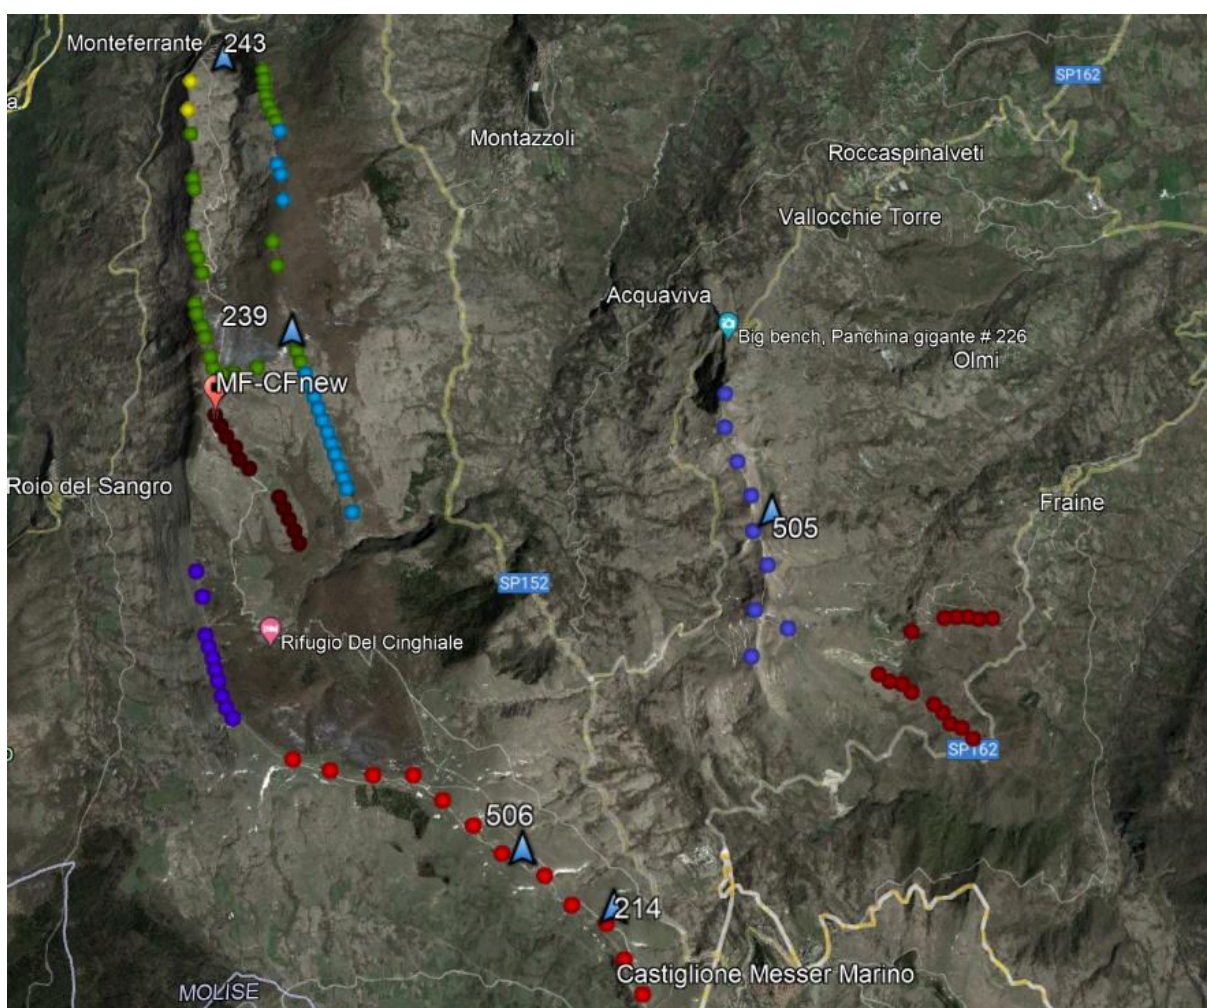 Monteferrante
243
SP162
a.
Montazzoli
Roccaspinalveti
Vallocchie Torre
Acquaviva
239
Big bench, Panchina gigante # 226
Olmi
MF-CFnew
Roio del Sangro
Fraine
505
SP152
Rifugio Del Cinghiale
SP162
o
506
214
Castiglione Messer Marino
MOLISE